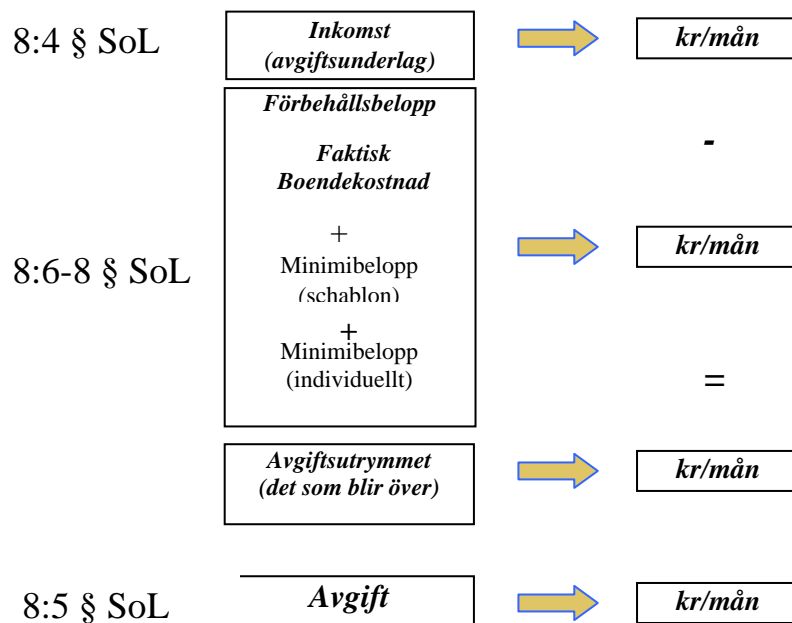 8:4 § SoL
Inkomst
(avgiftsunderlag)
kr/mån
Förbehållsbelopp
-
Faktisk
Boendekostnad
8:6-8 § SoL
+
kr/mån
Minimibelopp
(schablon)
+
Minimibelopp
(individuellt)
=
Avgiftsutrymmet
(det som blir över)
kr/mån
8:5 § SoL
Avgift
kr/mån